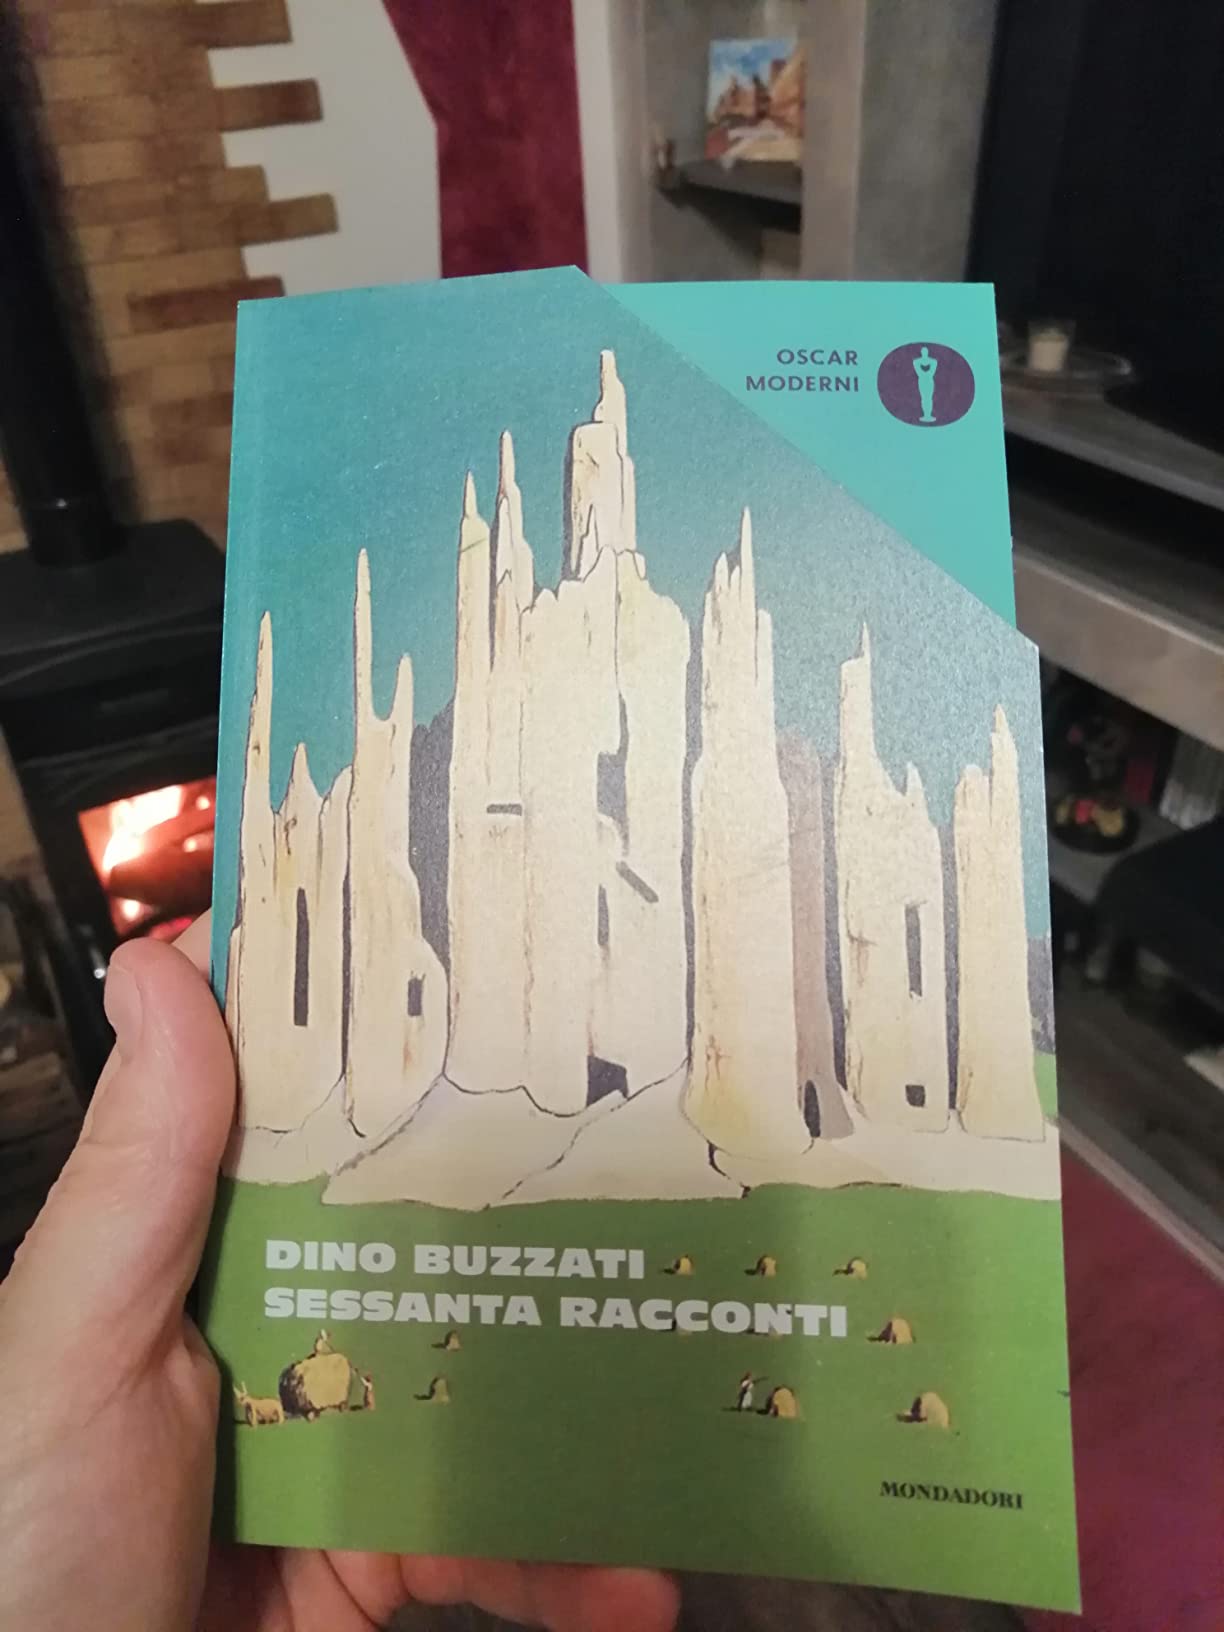 OSCAR
MODERNI
DINO BUZZATI
SESSANTA RACCONTI
MONDADORI